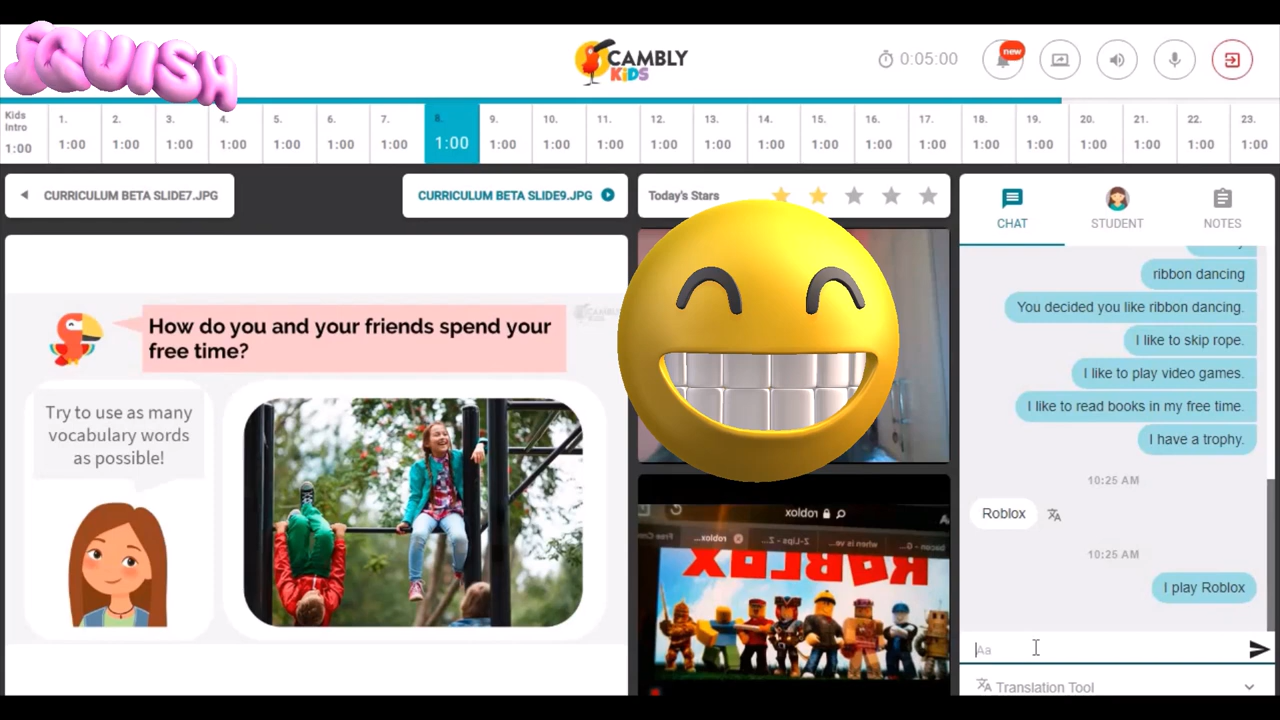 SQUISH
CAMBLY
KiDS
0:05:00
new
Kids
Intro
1:00
1.
1:00
2.
1:00
3.
1:00
4.
1:00
5.
1:00
6.
1:00
7.
1:00
8.
1:00
9.
1:00
10.
1:00
11.
1:00
12.
1:00
13.
1:00
14.
1:00
15.
1:00
16.
1:00
17.
1:00
18.
1:00
19.
1:00
20.
1:00
21.
1:00
22.
1:00
23.
1:00
CURRICULUM BETA SLIDE7.JPG
CURRICULUM BETA SLIDE9.JPG
CAMBLY
KIDS
How do you and your friends spend your
free time?
Try to use as many
vocabulary words
as possible!
Today's Stars
roblox
roblox...
Z-Lips - Z...
when is ve...
bacon - G...
ROBLOX
CHAT
STUDENT
NOTES
ribbon dancing
You decided you like ribbon dancing.
I like to skip rope.
I like to play video games.
I like to read books in my free time.
I have a trophy.
10:25 AM
Roblox
10:25 AM
I play Roblox
Aa
Translation Tool